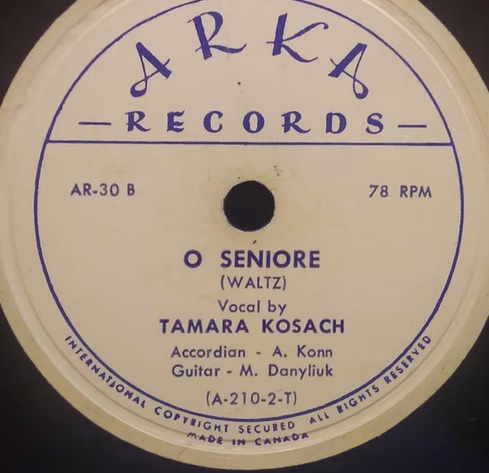 ARKA
— RECORDS —
AR-30 B
78 RPM
O SENIORE
(WALTZ)
Vocal by
TAMARA KOSACH
Accordian - A. Konn
Guitar - M. Danyliuk
(A-210-2-T)
INTERNATIONAL COPYRIGHT SECURED ALL RIGHTS RESERVED
MADE IN CANADA